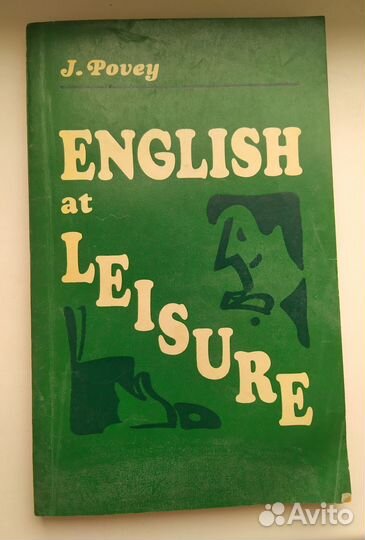 J. Povey
ENGLISH
at
LEISURE
Avito